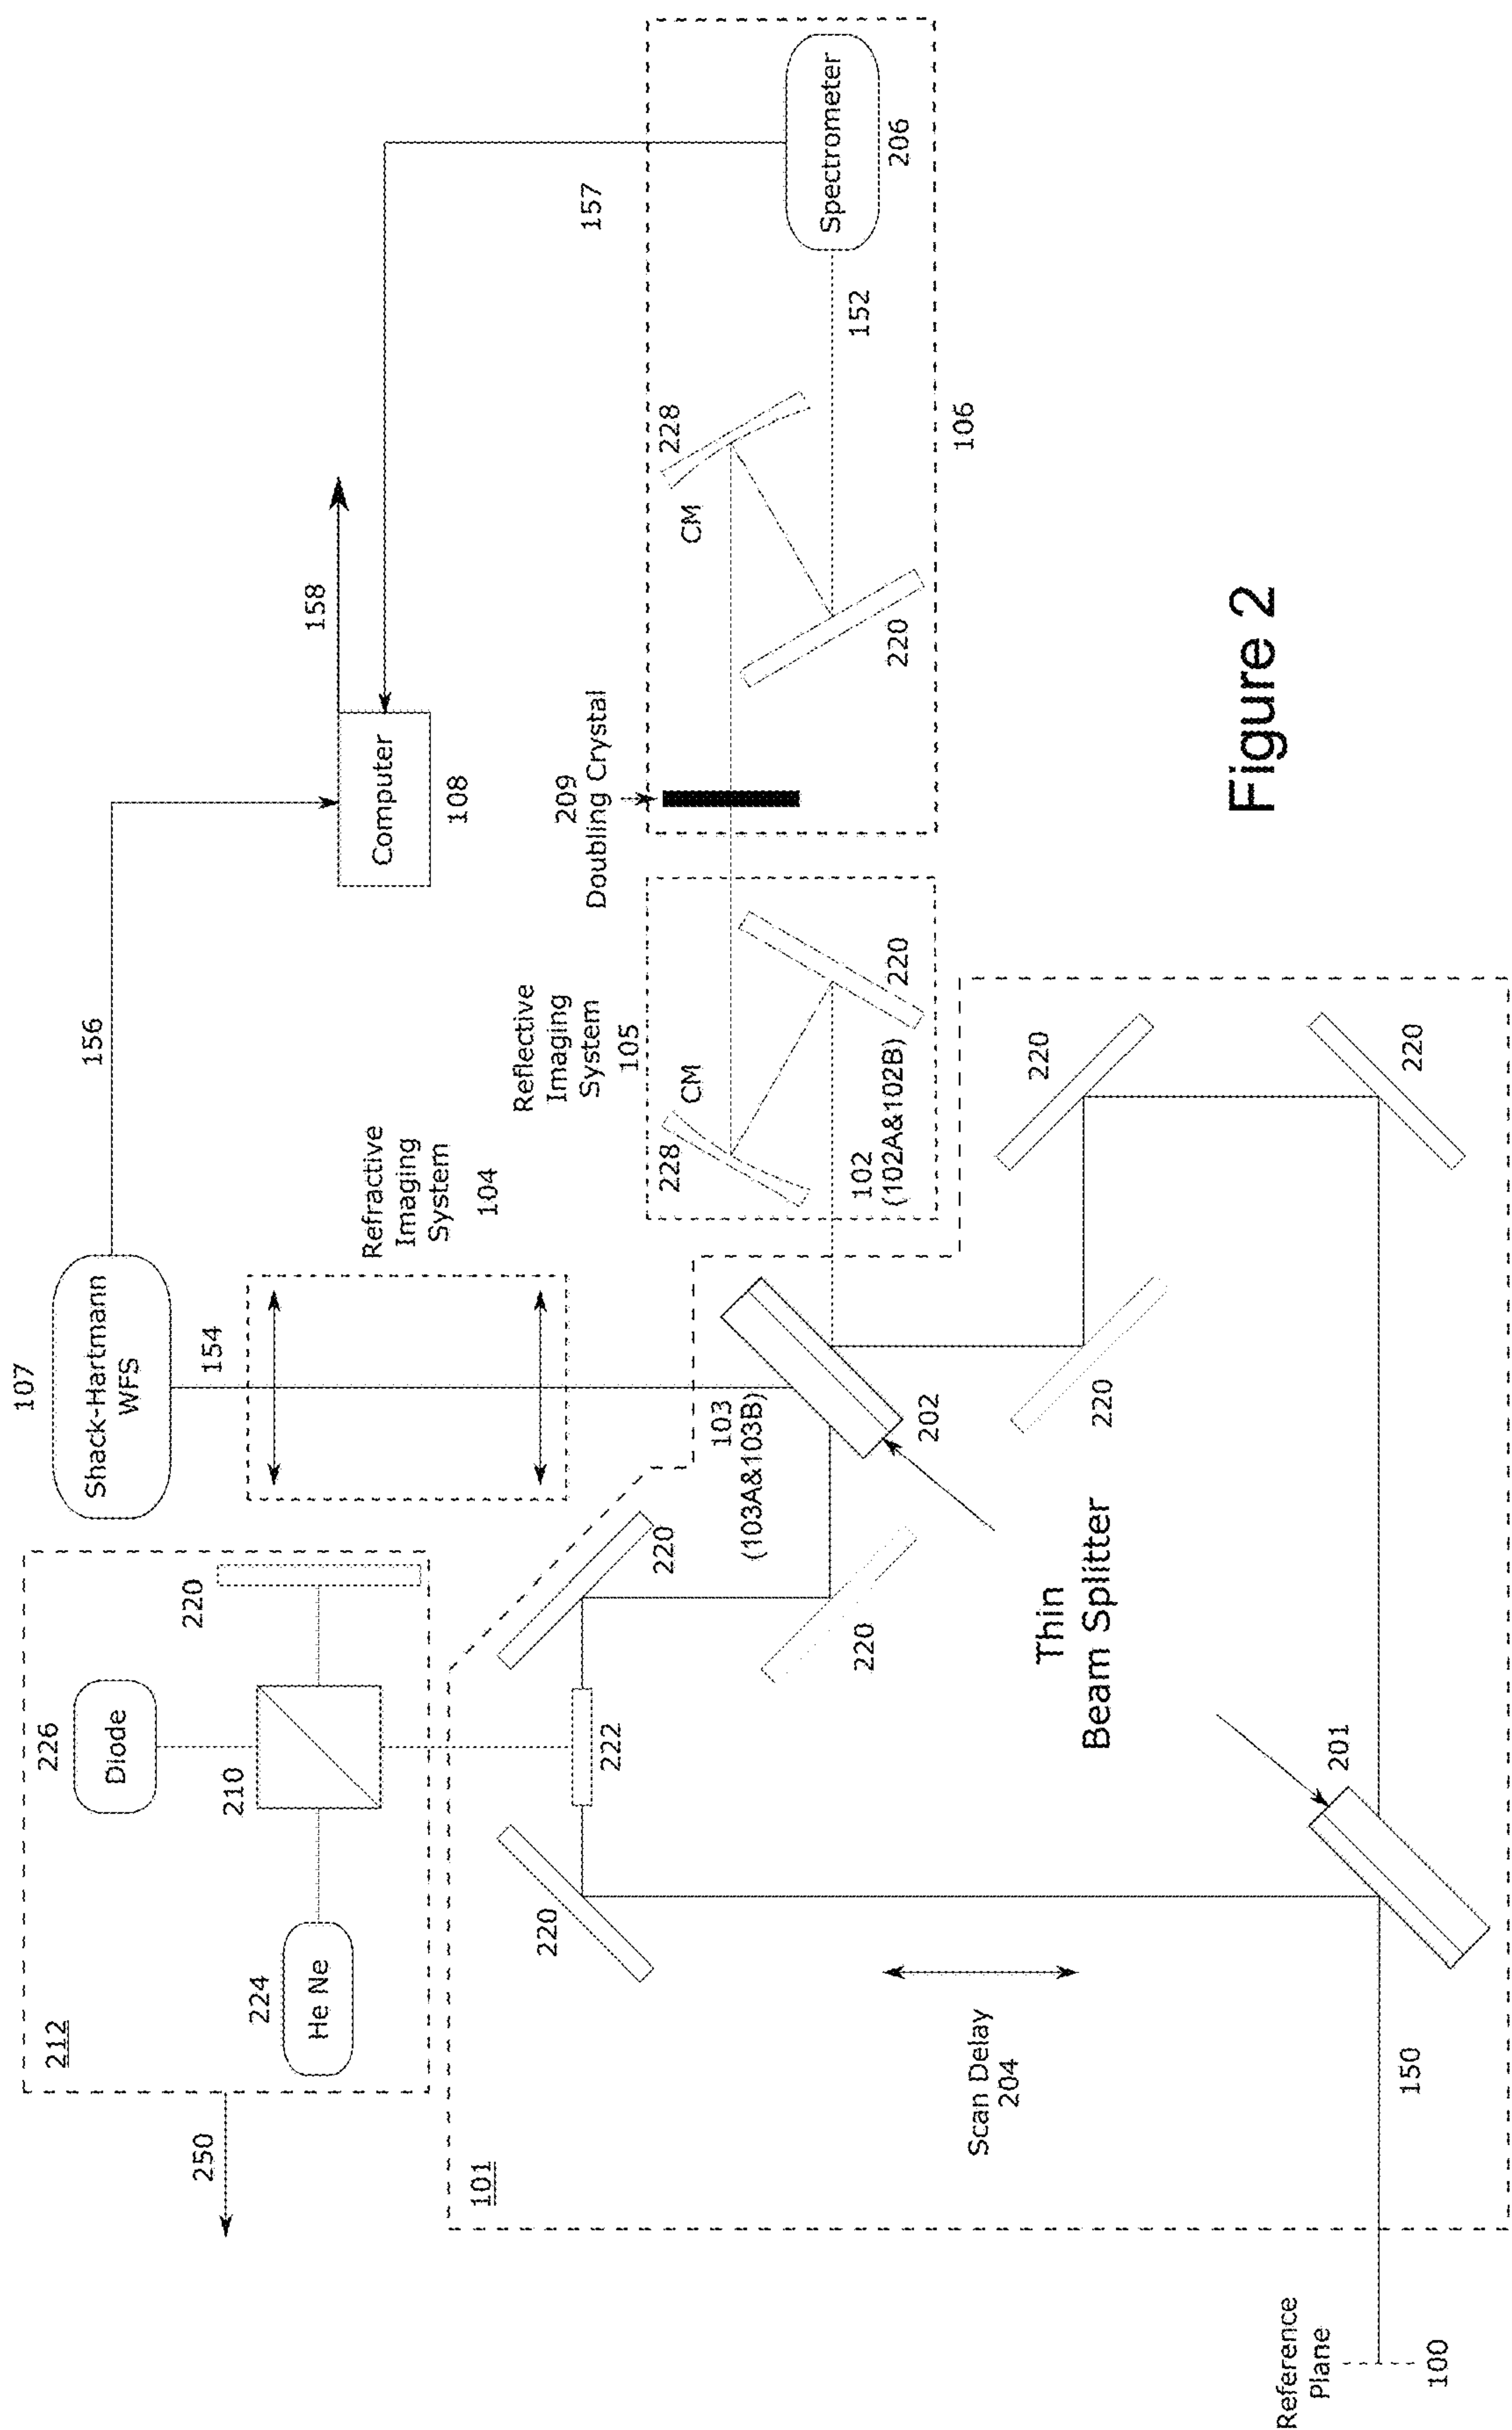 107
Shack-Hartmann
WFS
154
156
Refractive
Imaging
System
104
158
Computer
108
157
226
Diode
220
210
224
He Ne
212
250
Reflective
Imaging
System
105
209
Doubling Crystal
228
CM
220
102
(102A&102B)
CM
228
220
152
Spectrometer
206
106
103
(103A&103B)
202
220
222
220
220
220
220
220
Thin
Beam Splitter
201
Scan Delay
204
101
150
Reference
Plane
100
Figure 2